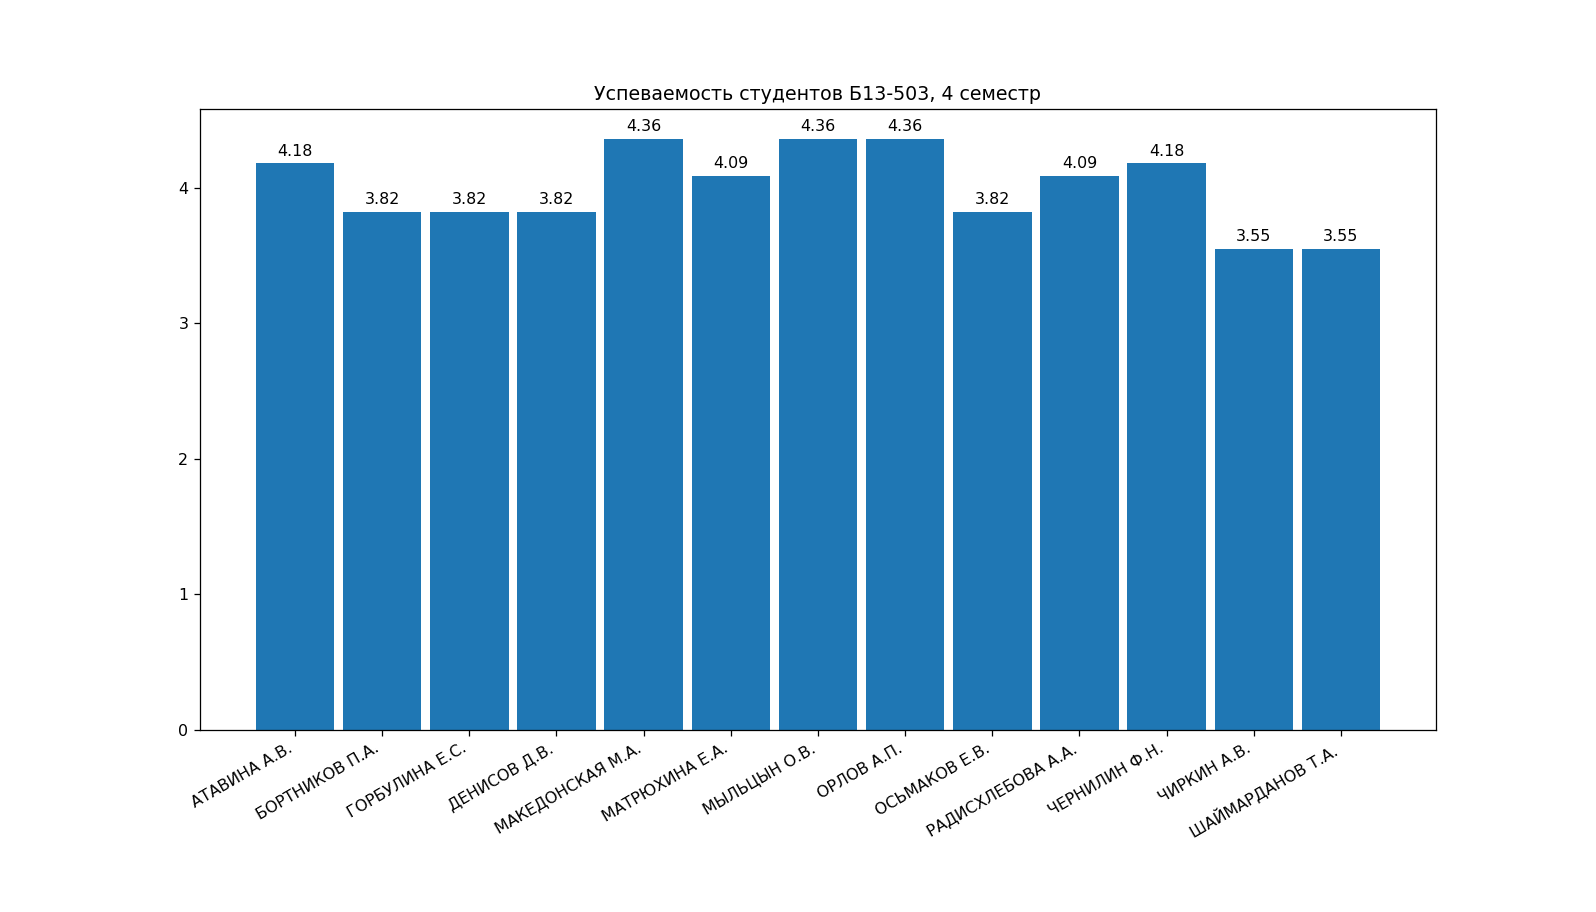 Успеваемость студентов Б13-503, 4 семестр
4.18 3.82 3.82 3.82 4.36 4.09 4.36 4.36 3.82 4.09 4.18 3.55 3.55
4
3
2
1
0
АТАВИНА А.В.
БОРТНИКОВ П.А.
ГОРБУЛИНА Е.С.
ДЕНИСОВ Д.В.
МАКЕДОНСКАЯ М.А.
МАТРЮХИНА Е.А.
МЫЛЬЦЫН О.В.
ОРЛОВ А.П.
ОСЬМАКОВ Е.В.
РАДИСХЛЕБОВА А.А.
ЧЕРНИЛИН Ф.Н.
ЧИРКИН А.В.
ШАЙМАРДАНОВ Т.А.